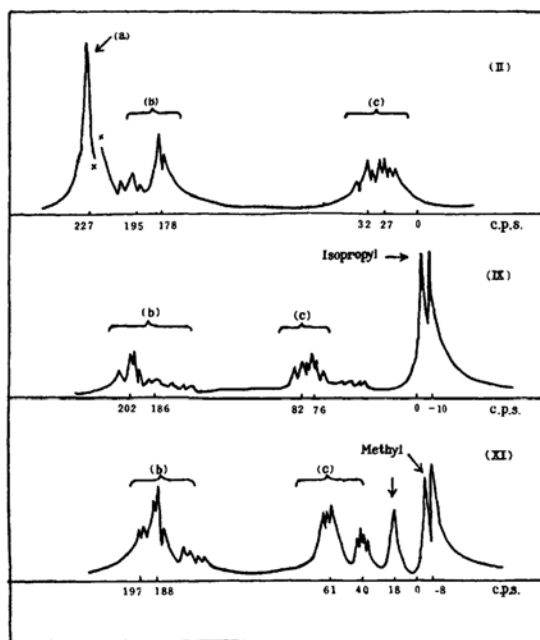 (a)
(II)
(b)
(c)
x
x
227 195 178 32 27 0 c.p.s.
Isopropyl
(IX)
(b)
(c)
202 186 82 76 0 -10 c.p.s.
Methyl
(XI)
(b)
(c)
197 188 61 40 18 0 -8 c.p.s.